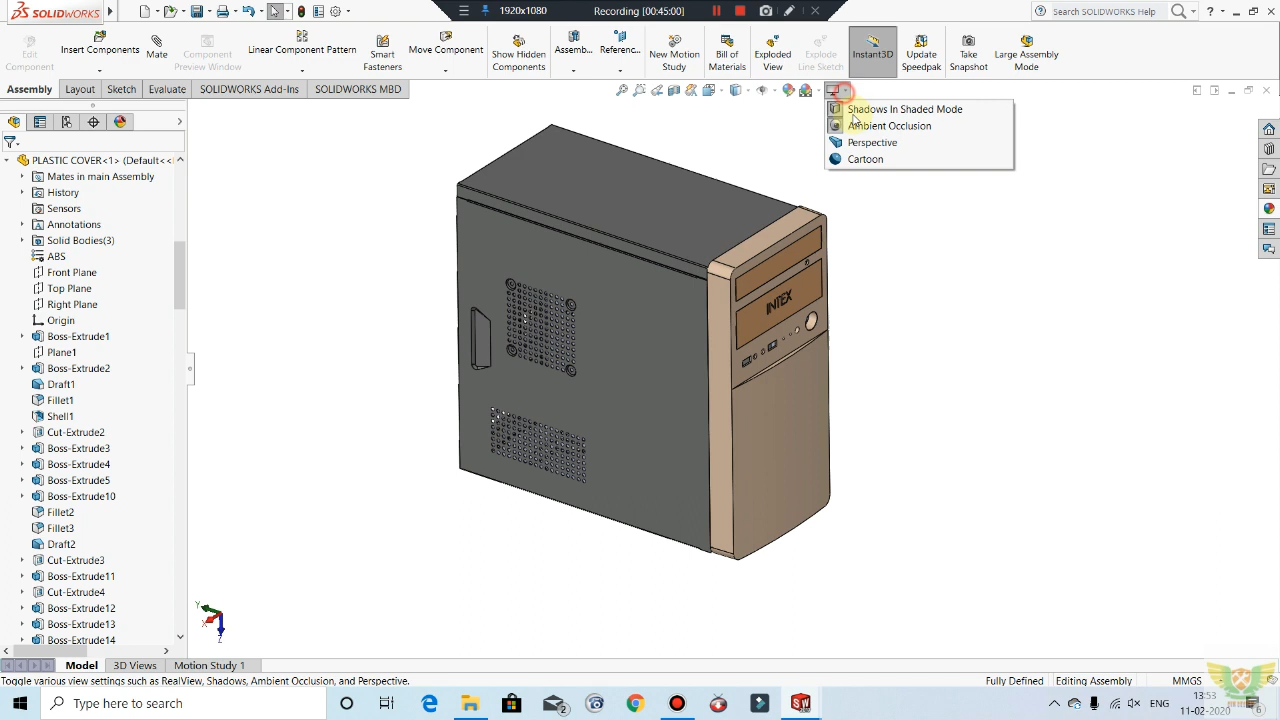 SOLIDWORKS
1920x1080
Recording [00:45:00]
Search SOLIDWORKS Help
?
Edit Component
Insert Components
Mate
Component Preview Window
Linear Component Pattern
Smart Fasteners
Move Component
Show Hidden Components
Assemb...
Referenc...
New Motion Study
Bill of Materials
Exploded View
Explode Line Sketch
Instant3D
Update Speedpak
Take Snapshot
Large Assembly Mode
Assembly
Layout
Sketch
Evaluate
SOLIDWORKS Add-Ins
SOLIDWORKS MBD
Shadows In Shaded Mode
Ambient Occlusion
Perspective
Cartoon
PLASTIC COVER<1> (Default<<
Mates in main Assembly
History
Sensors
Annotations
Solid Bodies(3)
ABS
Front Plane
Top Plane
Right Plane
Origin
Boss-Extrude1
Plane1
Boss-Extrude2
Draft1
Fillet1
Shell1
Cut-Extrude2
Boss-Extrude3
Boss-Extrude4
Boss-Extrude5
Boss-Extrude10
Fillet2
Fillet3
Draft2
Cut-Extrude3
Boss-Extrude11
Cut-Extrude4
Boss-Extrude12
Boss-Extrude13
Boss-Extrude14
INTEX
Y
X
Z
Model
3D Views
Motion Study 1
Toggle various view settings such as RealView, Shadows, Ambient Occlusion, and Perspective.
Fully Defined
Editing Assembly
MMGS
Type here to search
2
SW
ENG
13:53
11-02-2020
6